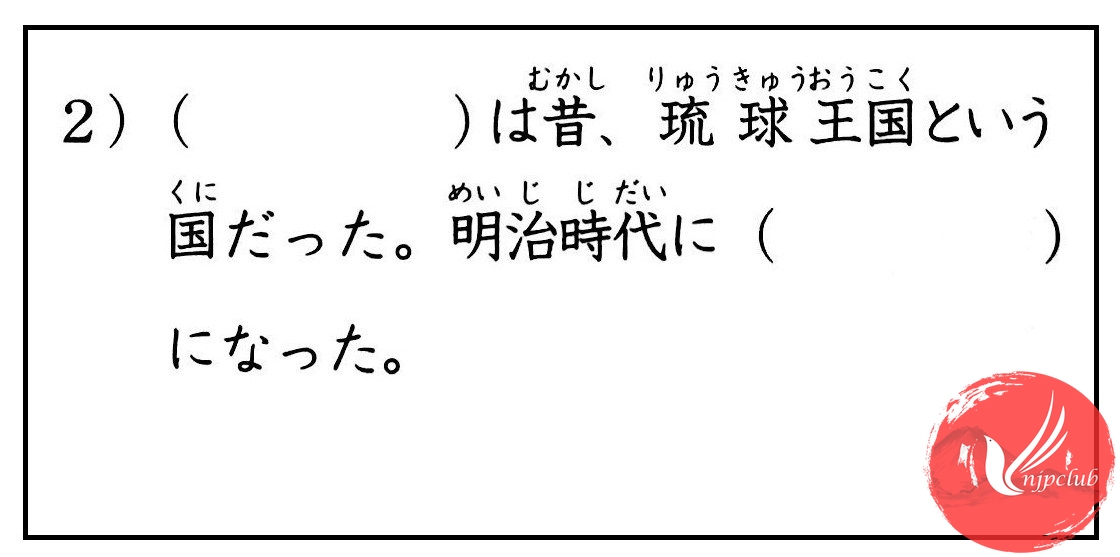 むかし りゅうきゅうおうこく
2）（　　　　　）は昔、琉球王国という
くに めいじじだい
国だった。明治時代に（　　　　　）
になった。
njpclub